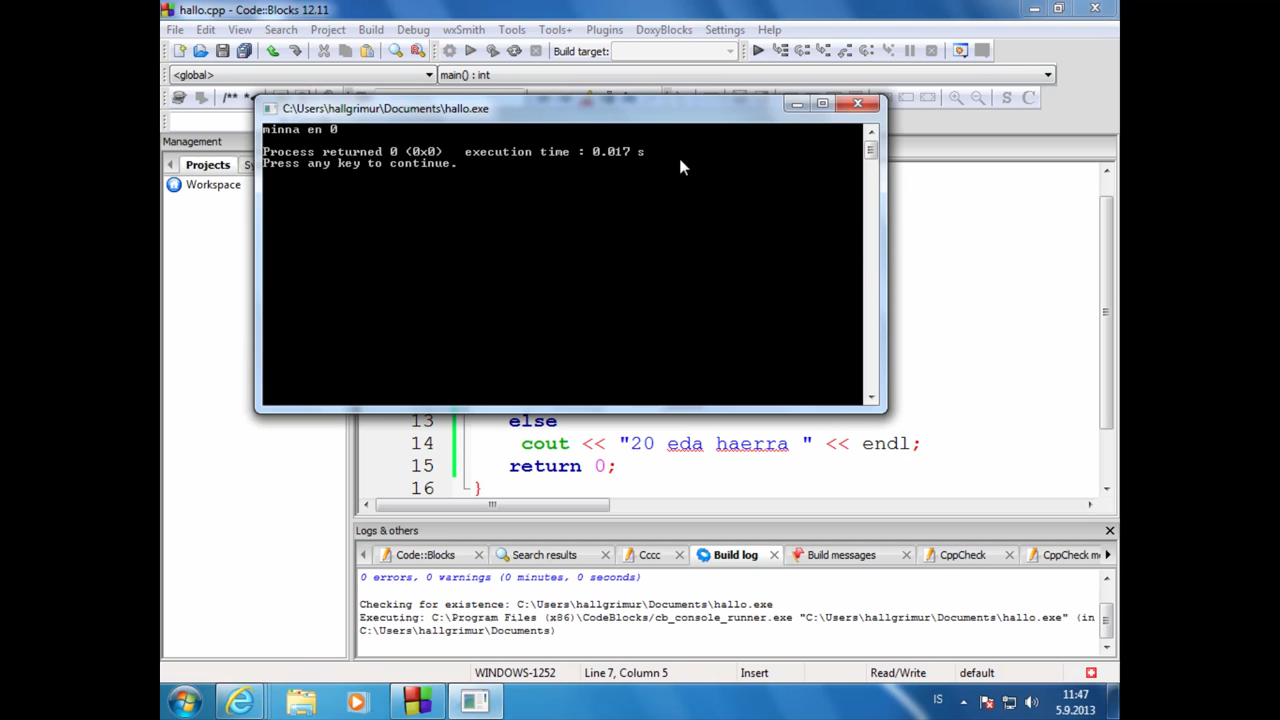 hallo.cpp - Code::Blocks 12.11
File Edit View Search Project Build Debug wxSmith Tools Tools+ Plugins DoxyBlocks Settings Help
Build target:
<global> main() : int
/** *
S C
C:\Users\hallgrimur\Documents\hallo.exe
Management
minna en 0
Process returned 0 (0x0) execution time : 0.017 s
Press any key to continue.
Projects Sy
Workspace
13 else
14 cout << "20 eda haerra " << endl;
15 return 0;
16 }
Logs & others
Code::Blocks Search results Cccc Build log Build messages CppCheck CppCheck me
0 errors, 0 warnings (0 minutes, 0 seconds)
Checking for existence: C:\Users\hallgrimur\Documents\hallo.exe
Executing: C:\Program Files (x86)\CodeBlocks/cb_console_runner.exe "C:\Users\hallgrimur\Documents\hallo.exe" (in
C:\Users\hallgrimur\Documents)
WINDOWS-1252 Line 7, Column 5 Insert Read/Write default
IS 11:47
5.9.2013